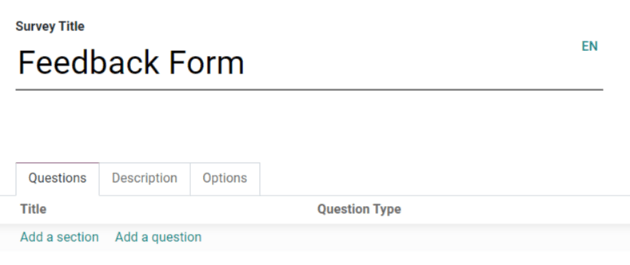 Survey Title
Feedback Form
EN
Questions Description Options
Title Question Type
Add a section Add a question